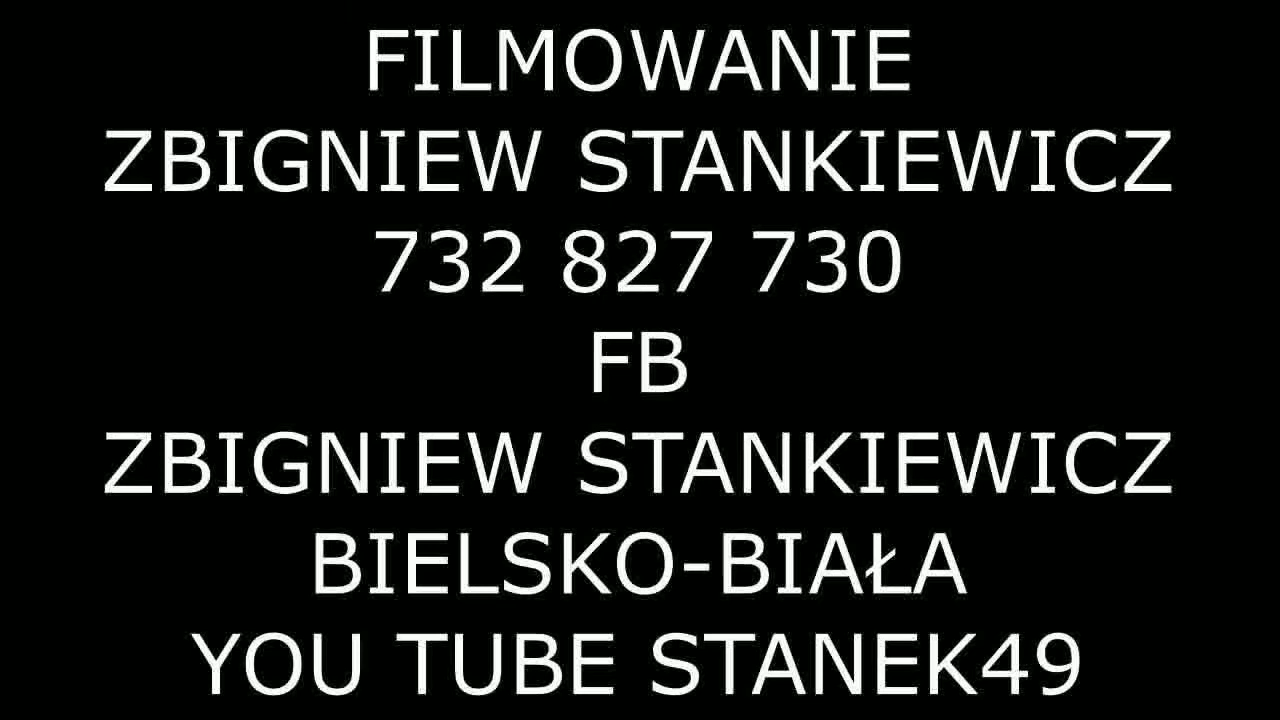 FILMOWANIE
ZBIGNIEW STANKIEWICZ
732 827 730
FB
ZBIGNIEW STANKIEWICZ
BIELSKO-BIAŁA
YOU TUBE STANEK49